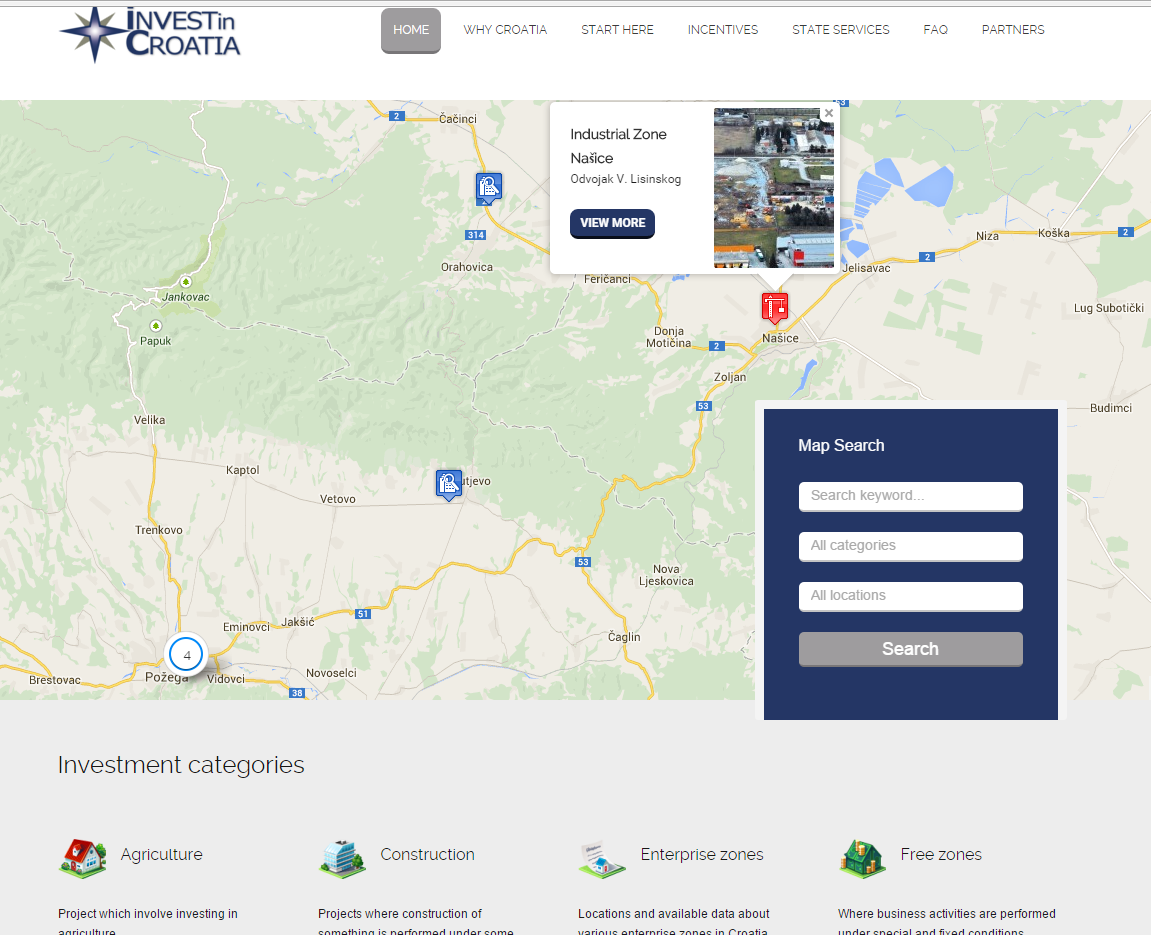 INVESTin
CROATIA
HOME
WHY CROATIA
START HERE
INCENTIVES
STATE SERVICES
FAQ
PARTNERS
2
Čačinci
53
Industrial Zone
Našice
Odvojak V. Lisinskog
VIEW MORE
×
2
314
Orahovica
Feričanci
Jelisavac
2
Niza
Koška
2
Jankovac
Papuk
Lug Subotički
Donja
Motičina
2
Našice
Zoljan
53
Budimci
Velika
Kaptol
Vetovo
utjevo
Trenkovo
53
Nova
Ljeskovica
51
Eminovci
Jakšić
Čaglin
4
Požega
Vidovci
Novoselci
Brestovac
38
Map Search
Search keyword...
All categories
All locations
Search
Investment categories
Agriculture
Construction
Enterprise zones
Free zones
Project which involve investing in
agriculture
Projects where construction of
something is performed under some
Locations and available data about
various enterprise zones in Croatia
Where business activities are performed
under special and fixed conditions